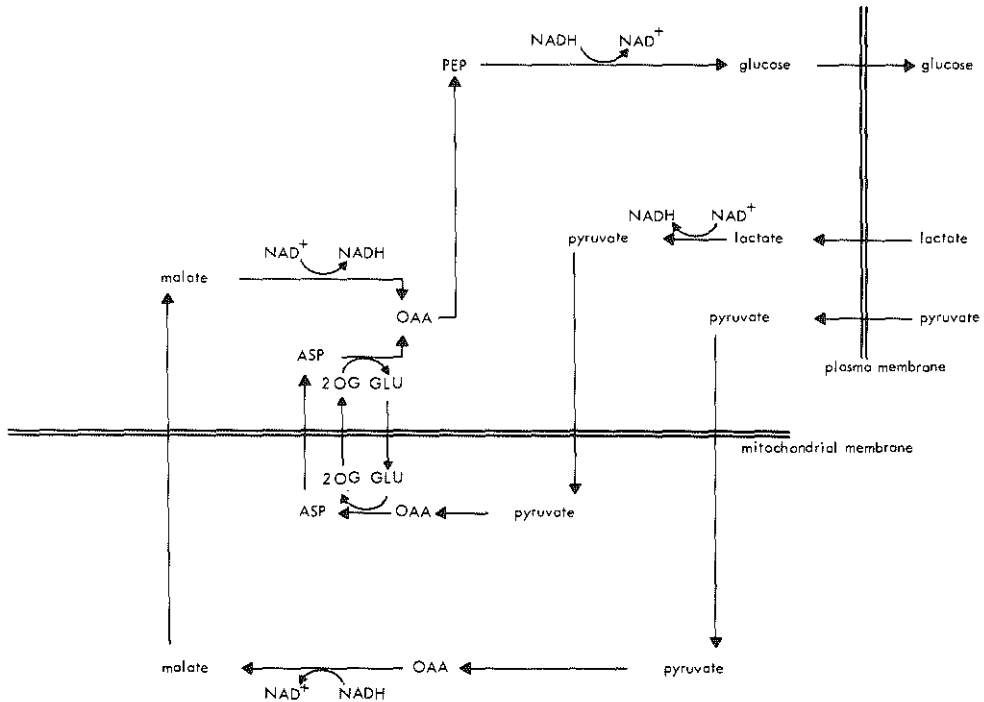 NADH NAD+
PEP glucose glucose
NADH NAD+
pyruvate lactate lactate
NAD+ NADH
malate
OAA pyruvate pyruvate
ASP
plasma membrane
2OG GLU
mitochondrial membrane
2OG GLU
ASP OAA pyruvate
malate OAA pyruvate
NAD+ NADH